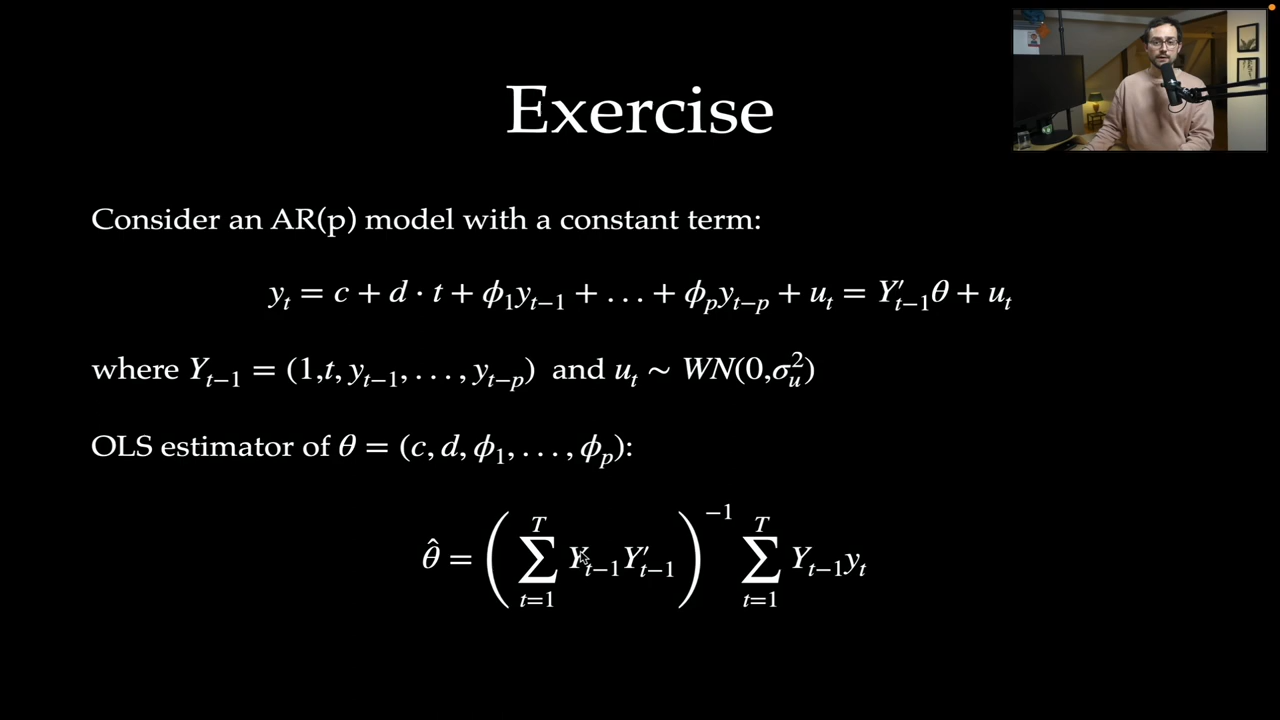 Exercise
Consider an AR(p) model with a constant term:
y_t = c + d · t + ϕ_1 y_{t−1} + … + ϕ_p y_{t−p} + u_t = Y′_{t−1}θ + u_t
where Y_{t−1} = (1,t, y_{t−1}, …, y_{t−p}) and u_t ∼ WN(0,σ_u^2)
OLS estimator of θ = (c, d, ϕ_1, …, ϕ_p):
θ̂ = (∑_{t=1}^{T} Y_{t−1}Y′_{t−1})^{−1} ∑_{t=1}^{T} Y_{t−1}y_t